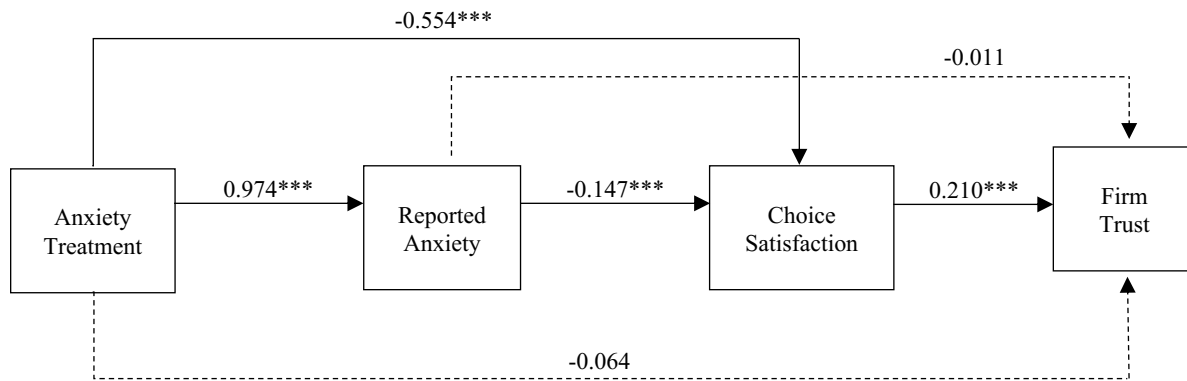 -0.554***
-0.011
Anxiety
Treatment
0.974***
Reported
Anxiety
-0.147***
Choice
Satisfaction
0.210***
Firm
Trust
-0.064